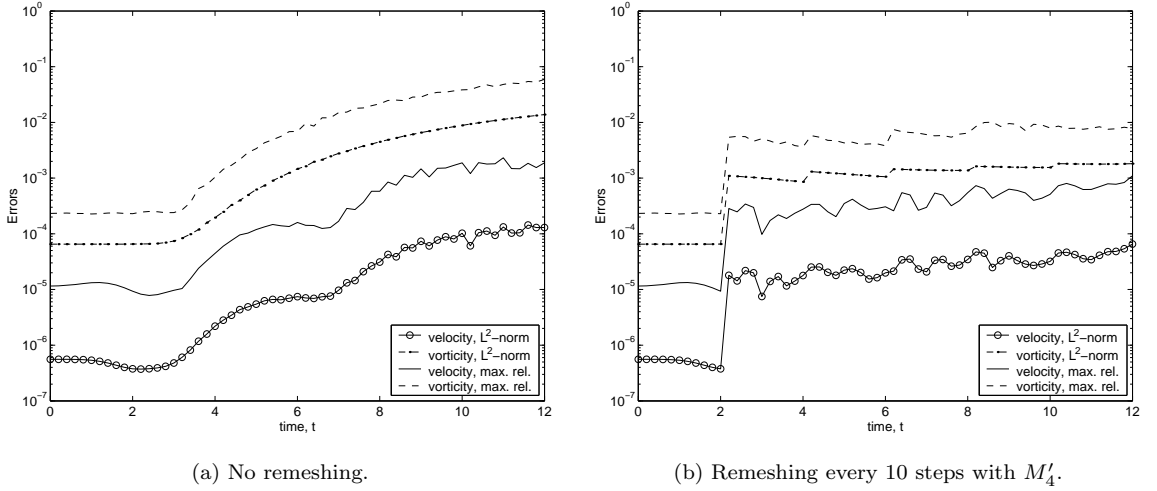 10^0
10^-1
10^-2
10^-3
10^-4
10^-5
10^-6
10^-7
Errors
0 2 4 6 8 10 12
time, t
velocity, L^2-norm
vorticity, L^2-norm
velocity, max. rel.
vorticity, max. rel.
(a) No remeshing.
10^0
10^-1
10^-2
10^-3
10^-4
10^-5
10^-6
10^-7
Errors
0 2 4 6 8 10 12
time, t
velocity, L^2-norm
vorticity, L^2-norm
velocity, max. rel.
vorticity, max. rel.
(b) Remeshing every 10 steps with M′_4.